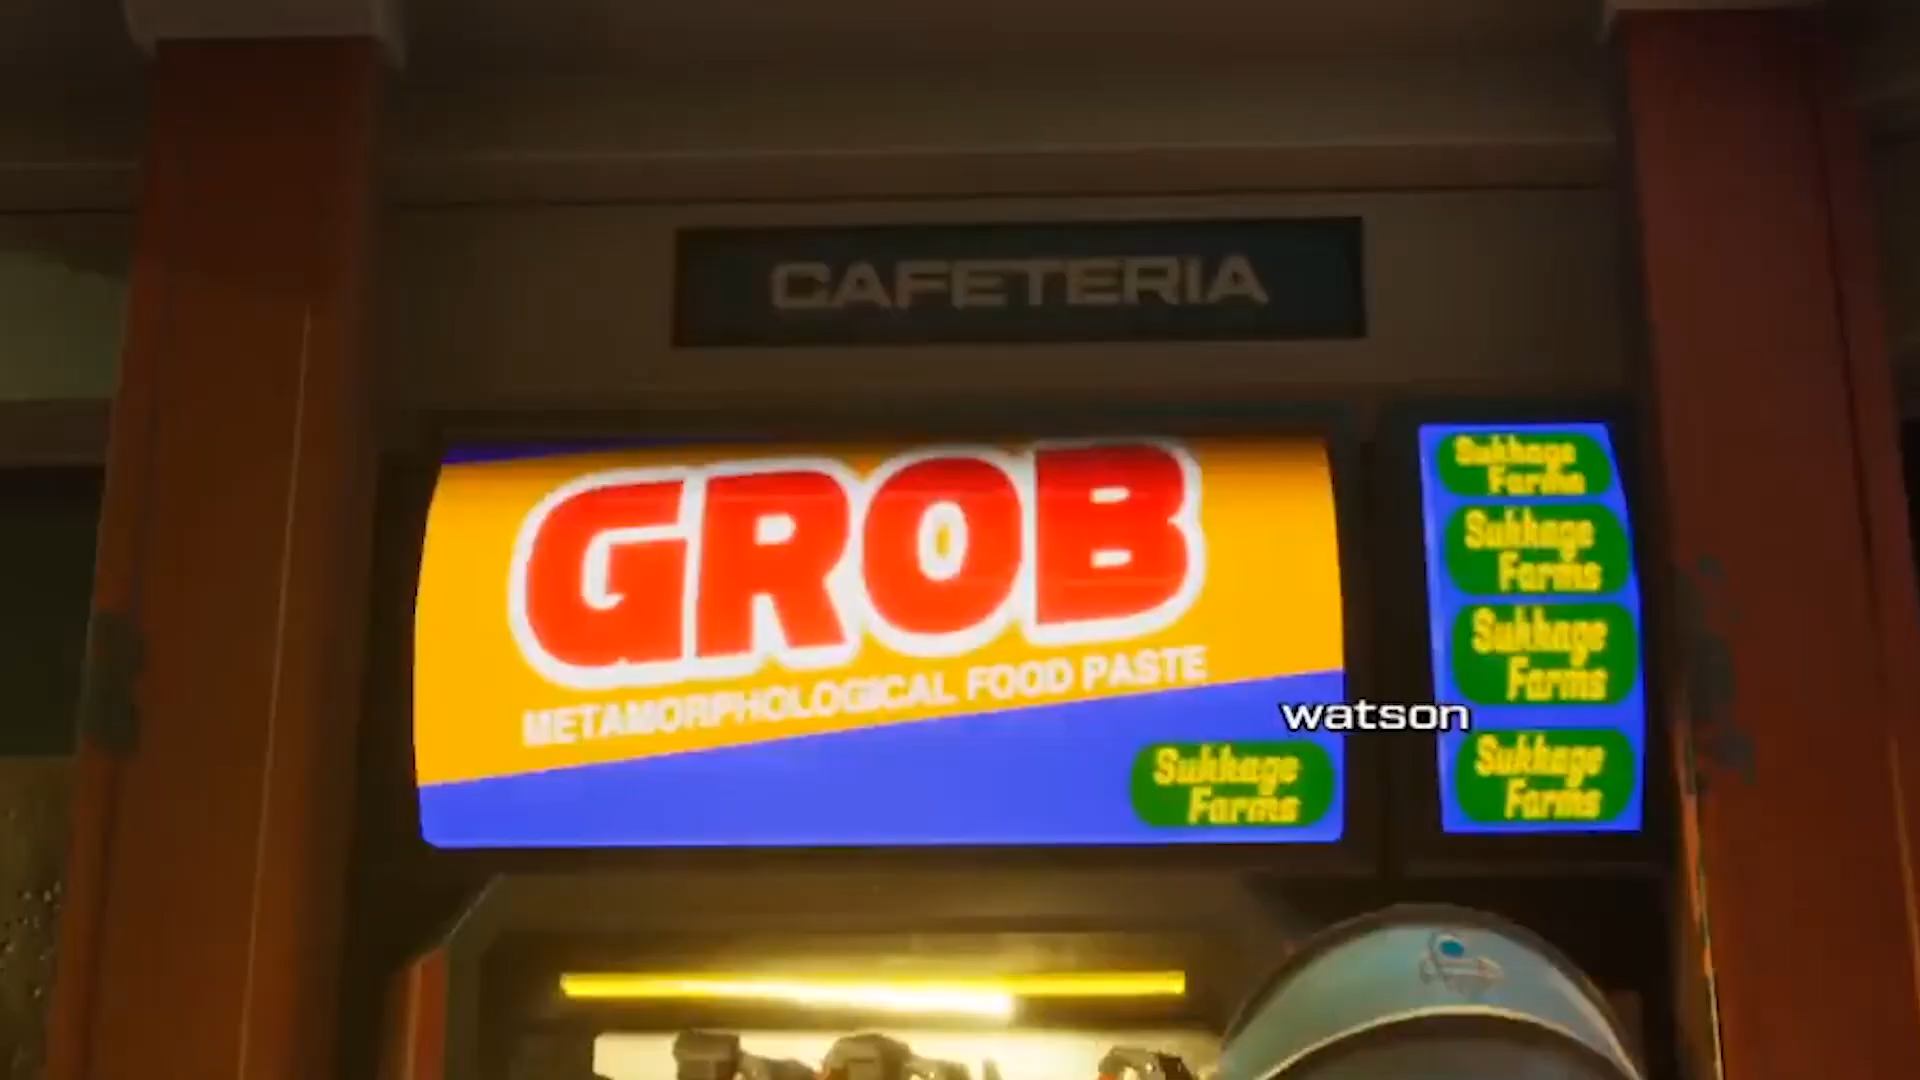 CAFETERIA
GROB
METAMORPHOLOGICAL FOOD PASTE
Sukkage
Farms
watson
Sukkage
Farms
Sukkage
Farms
Sukkage
Farms
Sukkage
Farms